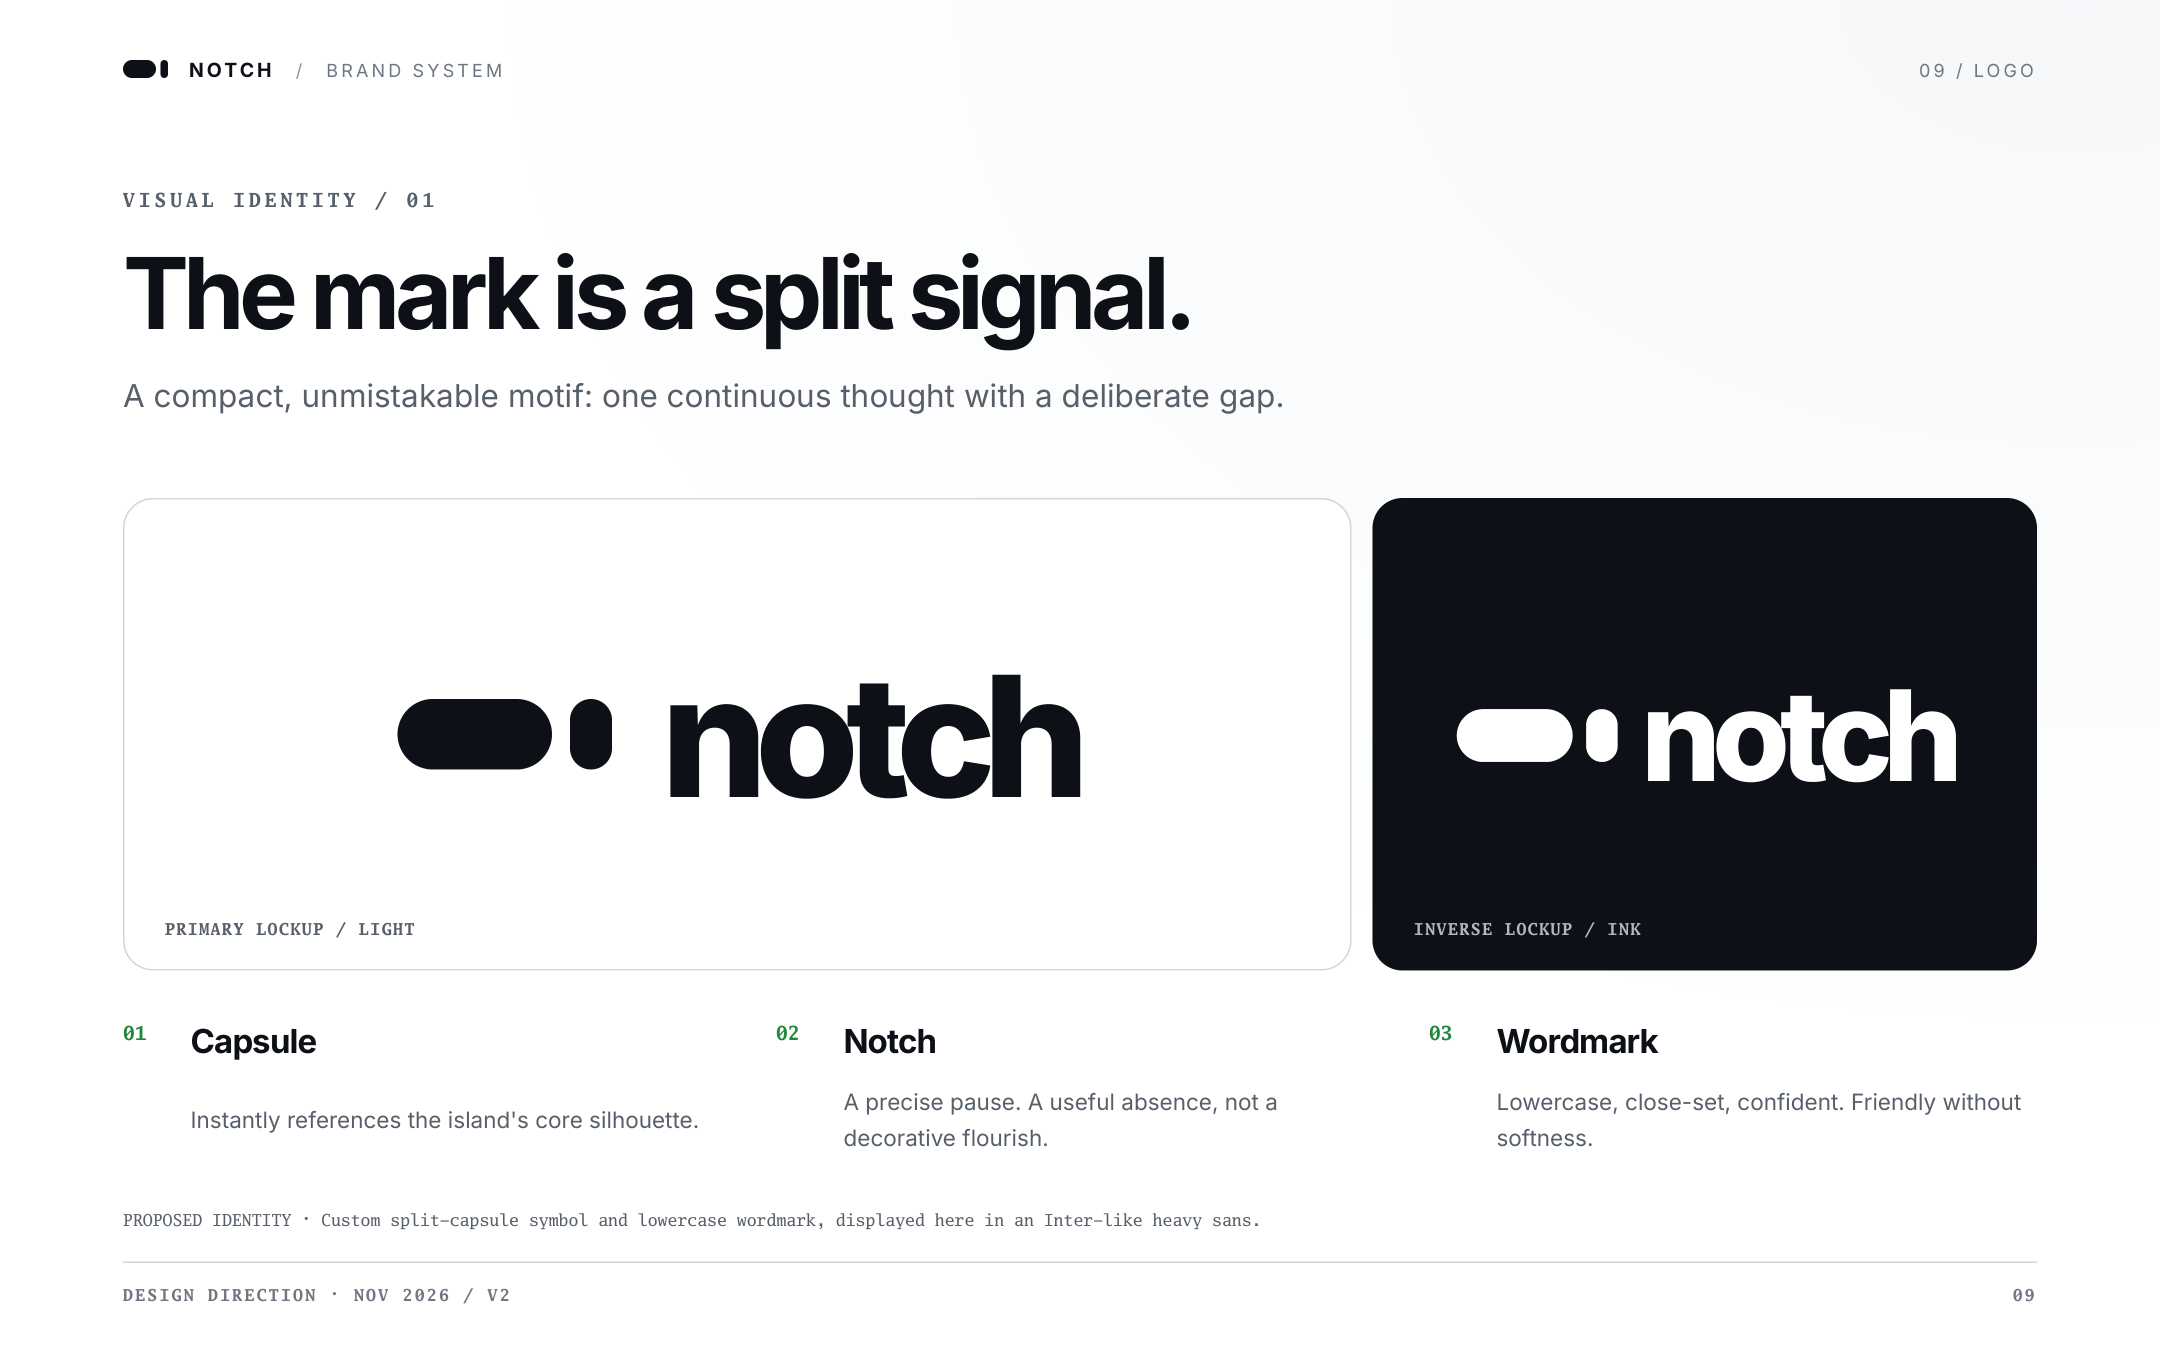 NOTCH / BRAND SYSTEM
09 / LOGO
VISUAL IDENTITY / 01
The mark is a split signal.
A compact, unmistakable motif: one continuous thought with a deliberate gap.
notch
PRIMARY LOCKUP / LIGHT
notch
INVERSE LOCKUP / INK
01 Capsule
Instantly references the island's core silhouette.
02 Notch
A precise pause. A useful absence, not a
decorative flourish.
03 Wordmark
Lowercase, close-set, confident. Friendly without
softness.
PROPOSED IDENTITY · Custom split-capsule symbol and lowercase wordmark, displayed here in an Inter-like heavy sans.
DESIGN DIRECTION · NOV 2026 / V2
09